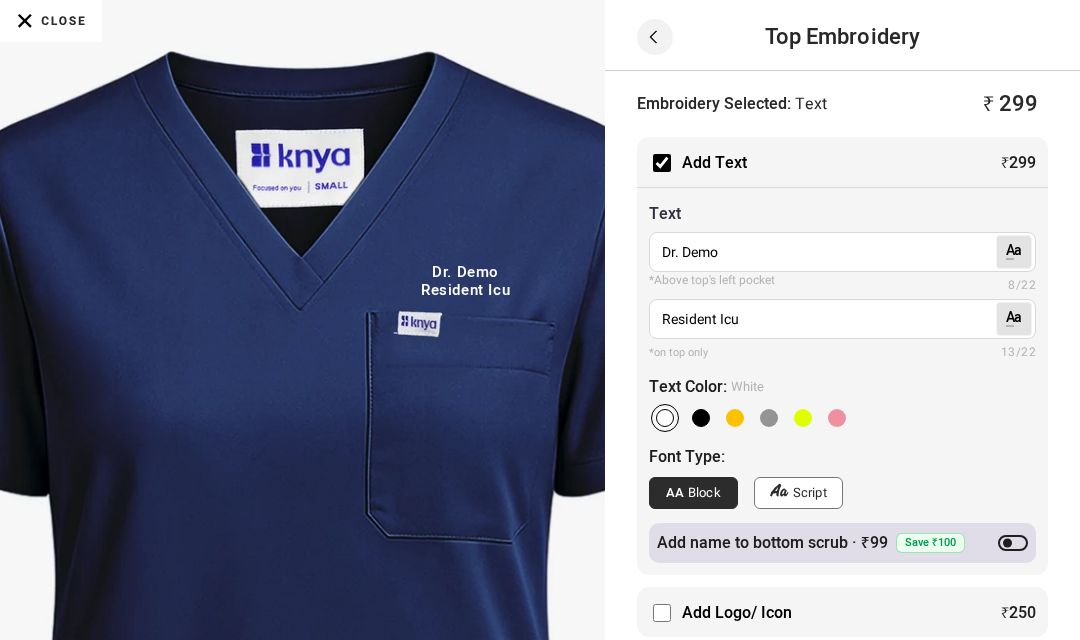 CLOSE
knya
Focused on you | SMALL
Dr. Demo
Resident Icu
knya
Top Embroidery
Embroidery Selected: Text
₹ 299
Add Text
₹299
Text
Dr. Demo
Aa
*Above top's left pocket
8/22
Resident Icu
Aa
*on top only
13/22
Text Color: White
Font Type:
AA Block
Aa Script
Add name to bottom scrub · ₹99
Save ₹100
Add Logo/ Icon
₹250